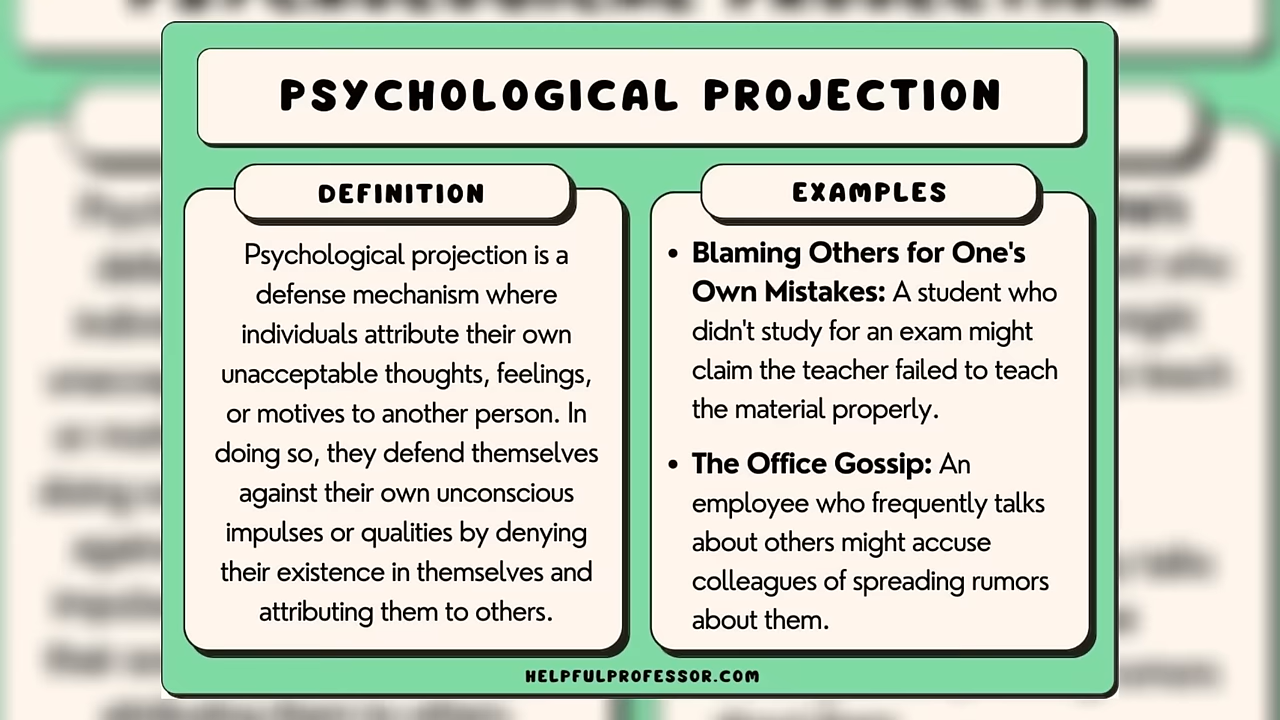 PSYCHOLOGICAL PROJECTION
DEFINITION
Psychological projection is a
defense mechanism where
individuals attribute their own
unacceptable thoughts, feelings,
or motives to another person. In
doing so, they defend themselves
against their own unconscious
impulses or qualities by denying
their existence in themselves and
attributing them to others.
EXAMPLES
• Blaming Others for One's
Own Mistakes: A student who
didn't study for an exam might
claim the teacher failed to teach
the material properly.
• The Office Gossip: An
employee who frequently talks
about others might accuse
colleagues of spreading rumors
about them.
HELPFULPROFESSOR.COM